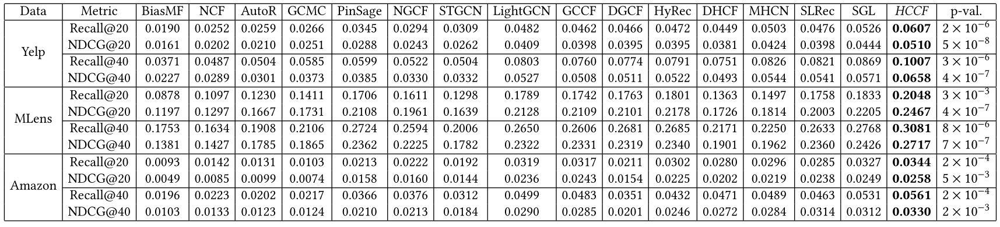 Data Metric BiasMF NCF AutoR GCMC PinSage NGCF STGCN LightGCN GCCF DGCF HyRec DHCF MHCN SLRec SGL HCCF p-val.
Yelp Recall@20 0.0190 0.0252 0.0259 0.0266 0.0345 0.0294 0.0309 0.0482 0.0462 0.0466 0.0472 0.0449 0.0503 0.0476 0.0526 0.0607 2 × 10⁻⁶
NDCG@20 0.0161 0.0202 0.0210 0.0251 0.0288 0.0243 0.0262 0.0409 0.0398 0.0395 0.0395 0.0381 0.0424 0.0398 0.0444 0.0510 5 × 10⁻⁸
Recall@40 0.0371 0.0487 0.0504 0.0585 0.0599 0.0522 0.0504 0.0803 0.0760 0.0774 0.0791 0.0751 0.0826 0.0821 0.0869 0.1007 3 × 10⁻⁶
NDCG@40 0.0227 0.0289 0.0301 0.0373 0.0385 0.0330 0.0332 0.0527 0.0508 0.0511 0.0522 0.0493 0.0544 0.0541 0.0571 0.0658 4 × 10⁻⁷
MLens Recall@20 0.0878 0.1097 0.1230 0.1411 0.1706 0.1611 0.1298 0.1789 0.1742 0.1763 0.1801 0.1363 0.1497 0.1758 0.1833 0.2048 3 × 10⁻³
NDCG@20 0.1197 0.1297 0.1667 0.1731 0.2108 0.1961 0.1639 0.2128 0.2109 0.2101 0.2178 0.1726 0.1814 0.2003 0.2205 0.2467 4 × 10⁻⁷
Recall@40 0.1753 0.1634 0.1908 0.2106 0.2724 0.2594 0.2006 0.2650 0.2606 0.2681 0.2685 0.2171 0.2250 0.2633 0.2768 0.3081 8 × 10⁻⁶
NDCG@40 0.1381 0.1427 0.1785 0.1865 0.2362 0.2225 0.1782 0.2322 0.2331 0.2319 0.2340 0.1901 0.1962 0.2360 0.2426 0.2717 7 × 10⁻⁷
Amazon Recall@20 0.0093 0.0142 0.0131 0.0103 0.0213 0.0222 0.0192 0.0319 0.0317 0.0211 0.0302 0.0280 0.0296 0.0285 0.0327 0.0344 2 × 10⁻⁴
NDCG@20 0.0049 0.0085 0.0099 0.0074 0.0158 0.0160 0.0144 0.0236 0.0243 0.0154 0.0225 0.0202 0.0219 0.0238 0.0249 0.0258 5 × 10⁻³
Recall@40 0.0196 0.0223 0.0202 0.0217 0.0366 0.0376 0.0312 0.0499 0.0483 0.0351 0.0432 0.0471 0.0489 0.0463 0.0531 0.0561 2 × 10⁻⁴
NDCG@40 0.0103 0.0133 0.0123 0.0124 0.0210 0.0213 0.0184 0.0290 0.0285 0.0201 0.0246 0.0272 0.0284 0.0314 0.0312 0.0330 2 × 10⁻³